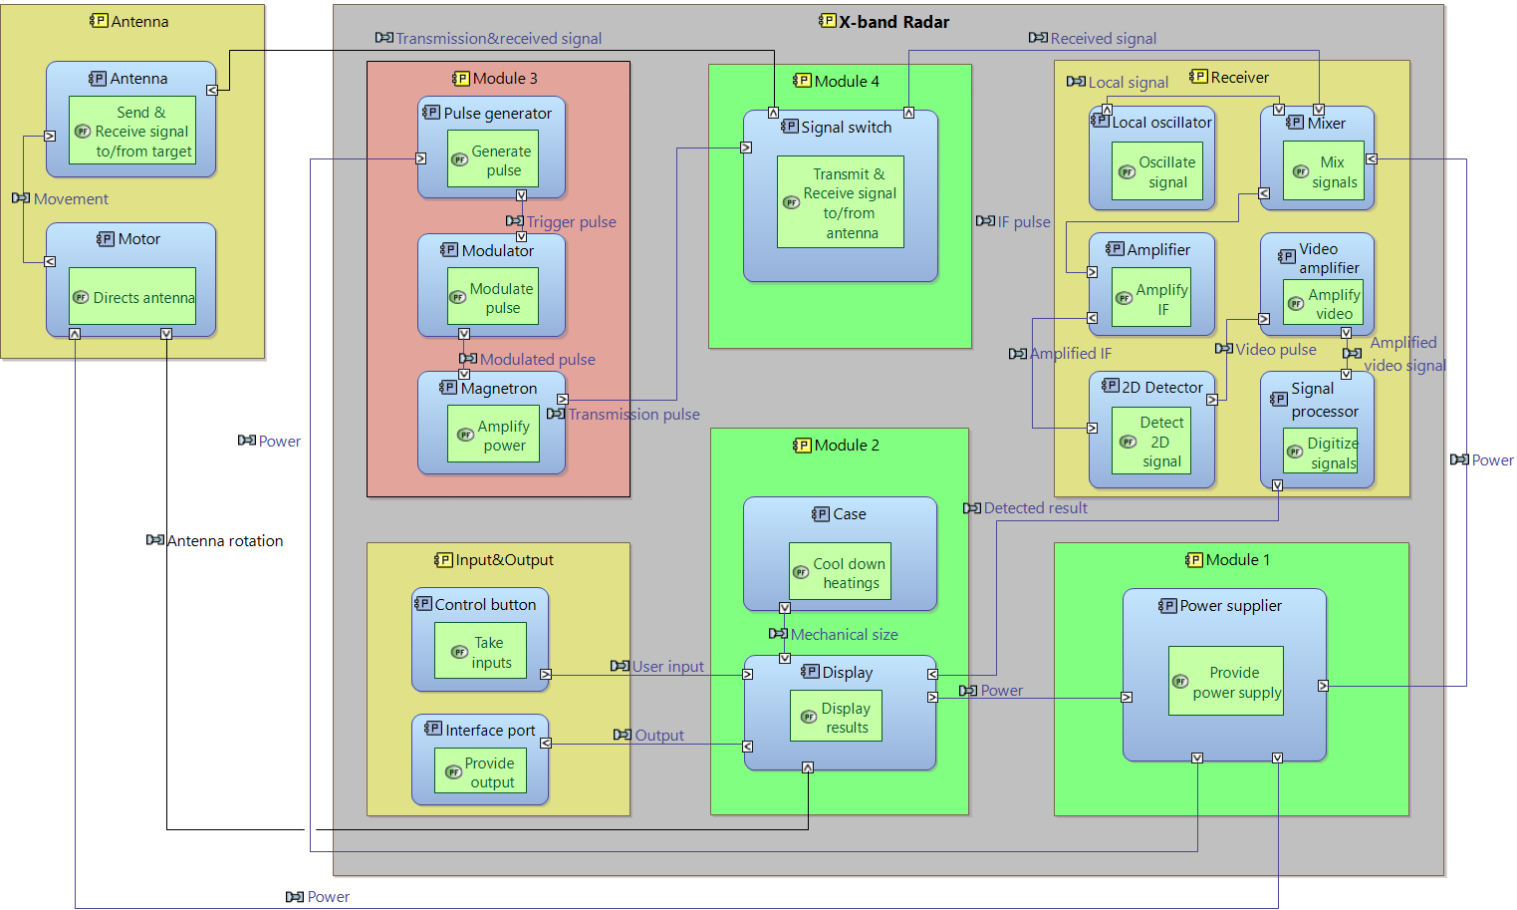 Antenna
Antenna
Send &
Receive signal
to/from target
Movement
Motor
Directs antenna
X-band Radar
Transmission&received signal
Received signal
Module 3
Pulse generator
Generate
pulse
Trigger pulse
Modulator
Modulate
pulse
Modulated pulse
Magnetron
Amplify
power
Transmission pulse
Module 4
Signal switch
Transmit &
Receive signal
to/from
antenna
IF pulse
Receiver
Local signal
Local oscillator
Oscillate
signal
Mixer
Mix
signals
Amplifier
Amplify
IF
Video
amplifier
Amplify
video
Amplified IF
Video pulse
Amplified
video signal
2D Detector
Detect
2D
signal
Signal
processor
Digitize
signals
Power
Power
Antenna rotation
Input&Output
Control button
Take
inputs
User input
Interface port
Provide
output
Output
Module 2
Case
Cool down
heatings
Mechanical size
Display
Display
results
Detected result
Power
Module 1
Power supplier
Provide
power supply
Power